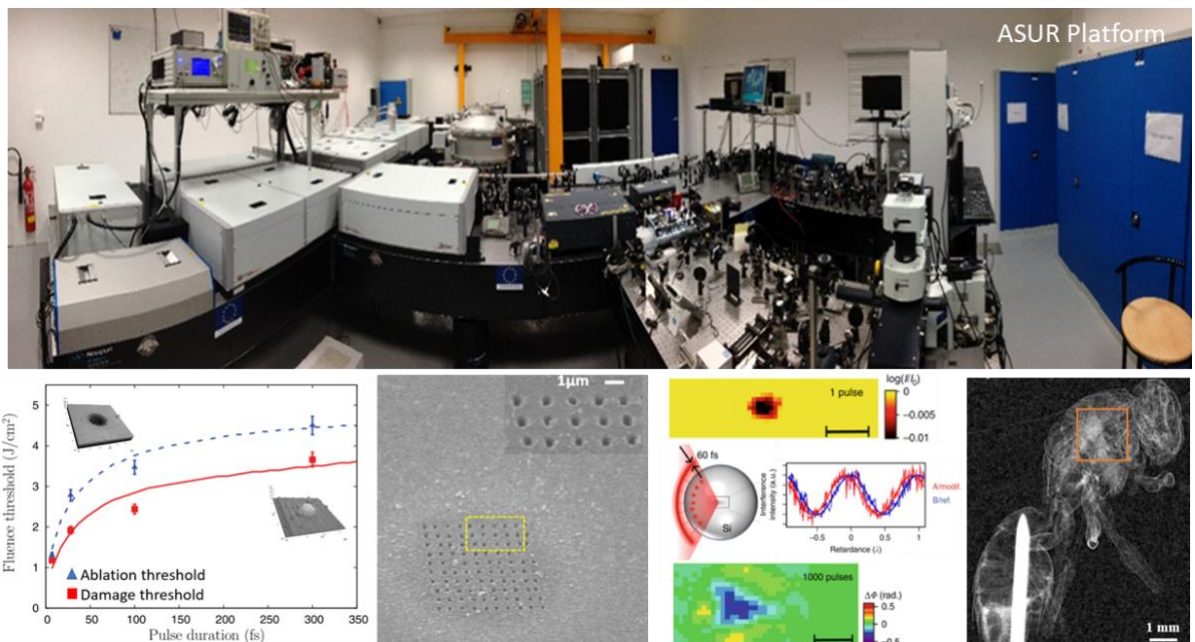 ASUR Platform
Fluence threshold (J/cm²)
5
4
3
2
1
0
Ablation threshold
Damage threshold
0 50 100 150 200 250 300 350
Pulse duration (fs)
1µm
1 pulse
log(I/I₀)
0
−0.005
−0.01
60 fs
Si
Interference
intensity (a.u.)
A/modif.
B/ref.
−0.5 0 0.5 1
Retardance (λ)
1000 pulses
ΔΦ (rad.)
0.5
0
−0.5
1 mm